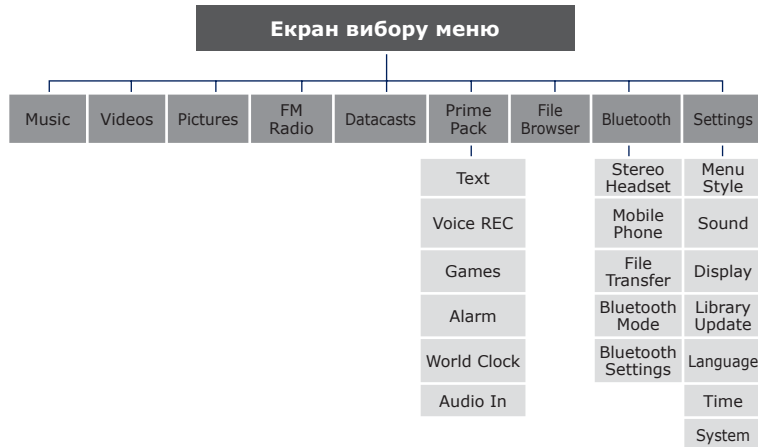 Екран вибору меню
Music
Videos
Pictures
FM
Radio
Datacasts
Prime
Pack
File
Browser
Bluetooth
Settings
Text
Voice REC
Games
Alarm
World Clock
Audio In
Stereo
Headset
Mobile
Phone
File
Transfer
Bluetooth
Mode
Bluetooth
Settings
Menu
Style
Sound
Display
Library
Update
Language
Time
System